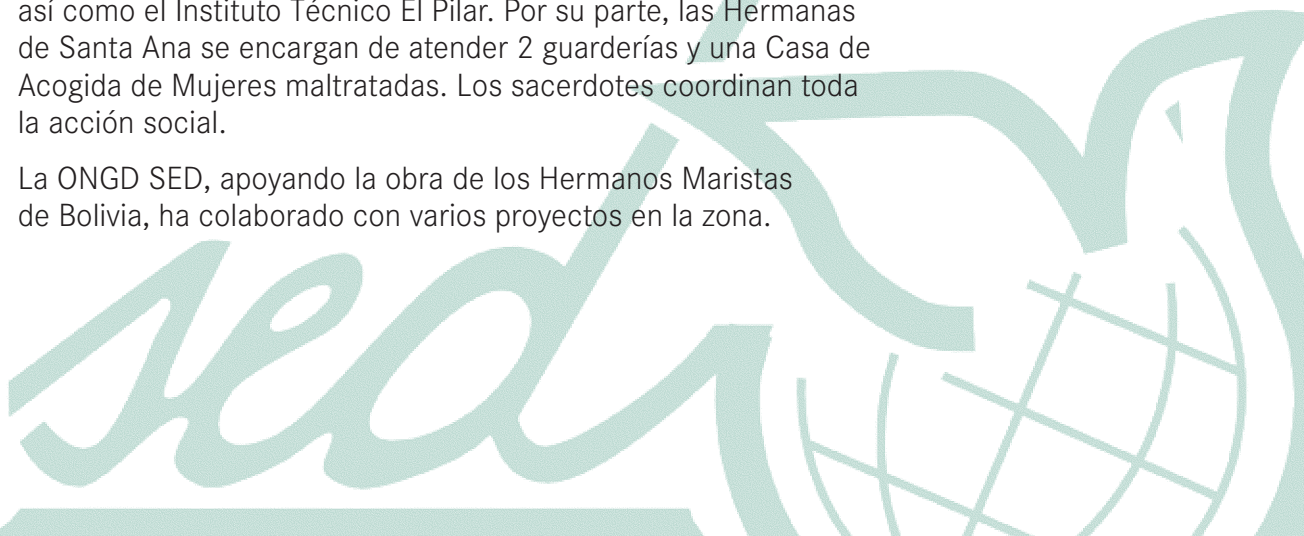 así como el Instituto Técnico El Pilar. Por su parte, las Hermanas
de Santa Ana se encargan de atender 2 guarderías y una Casa de
Acogida de Mujeres maltratadas. Los sacerdotes coordinan toda
la acción social.
La ONGD SED, apoyando la obra de los Hermanos Maristas
de Bolivia, ha colaborado con varios proyectos en la zona.
sed